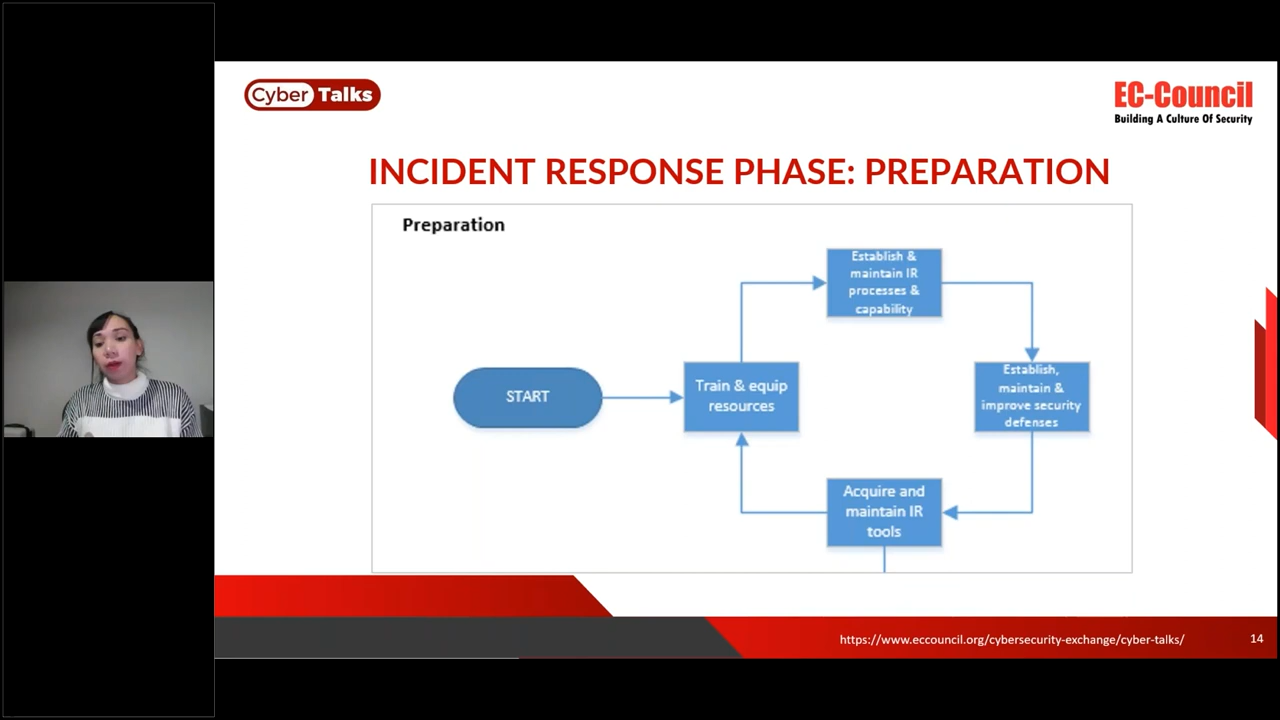 Cyber Talks
EC-Council
Building A Culture Of Security
INCIDENT RESPONSE PHASE: PREPARATION
Preparation
Establish &
maintain IR
processes &
capability
START
Train & equip
resources
Establish,
maintain &
improve security
defenses
Acquire and
maintain IR
tools
https://www.eccouncil.org/cybersecurity-exchange/cyber-talks/
14